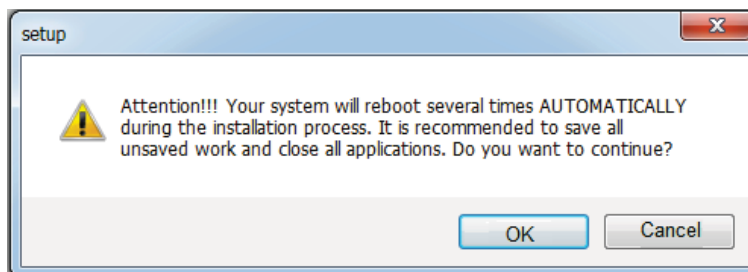 setup
Attention!!! Your system will reboot several times AUTOMATICALLY
during the installation process. It is recommended to save all
unsaved work and close all applications. Do you want to continue?
OK
Cancel